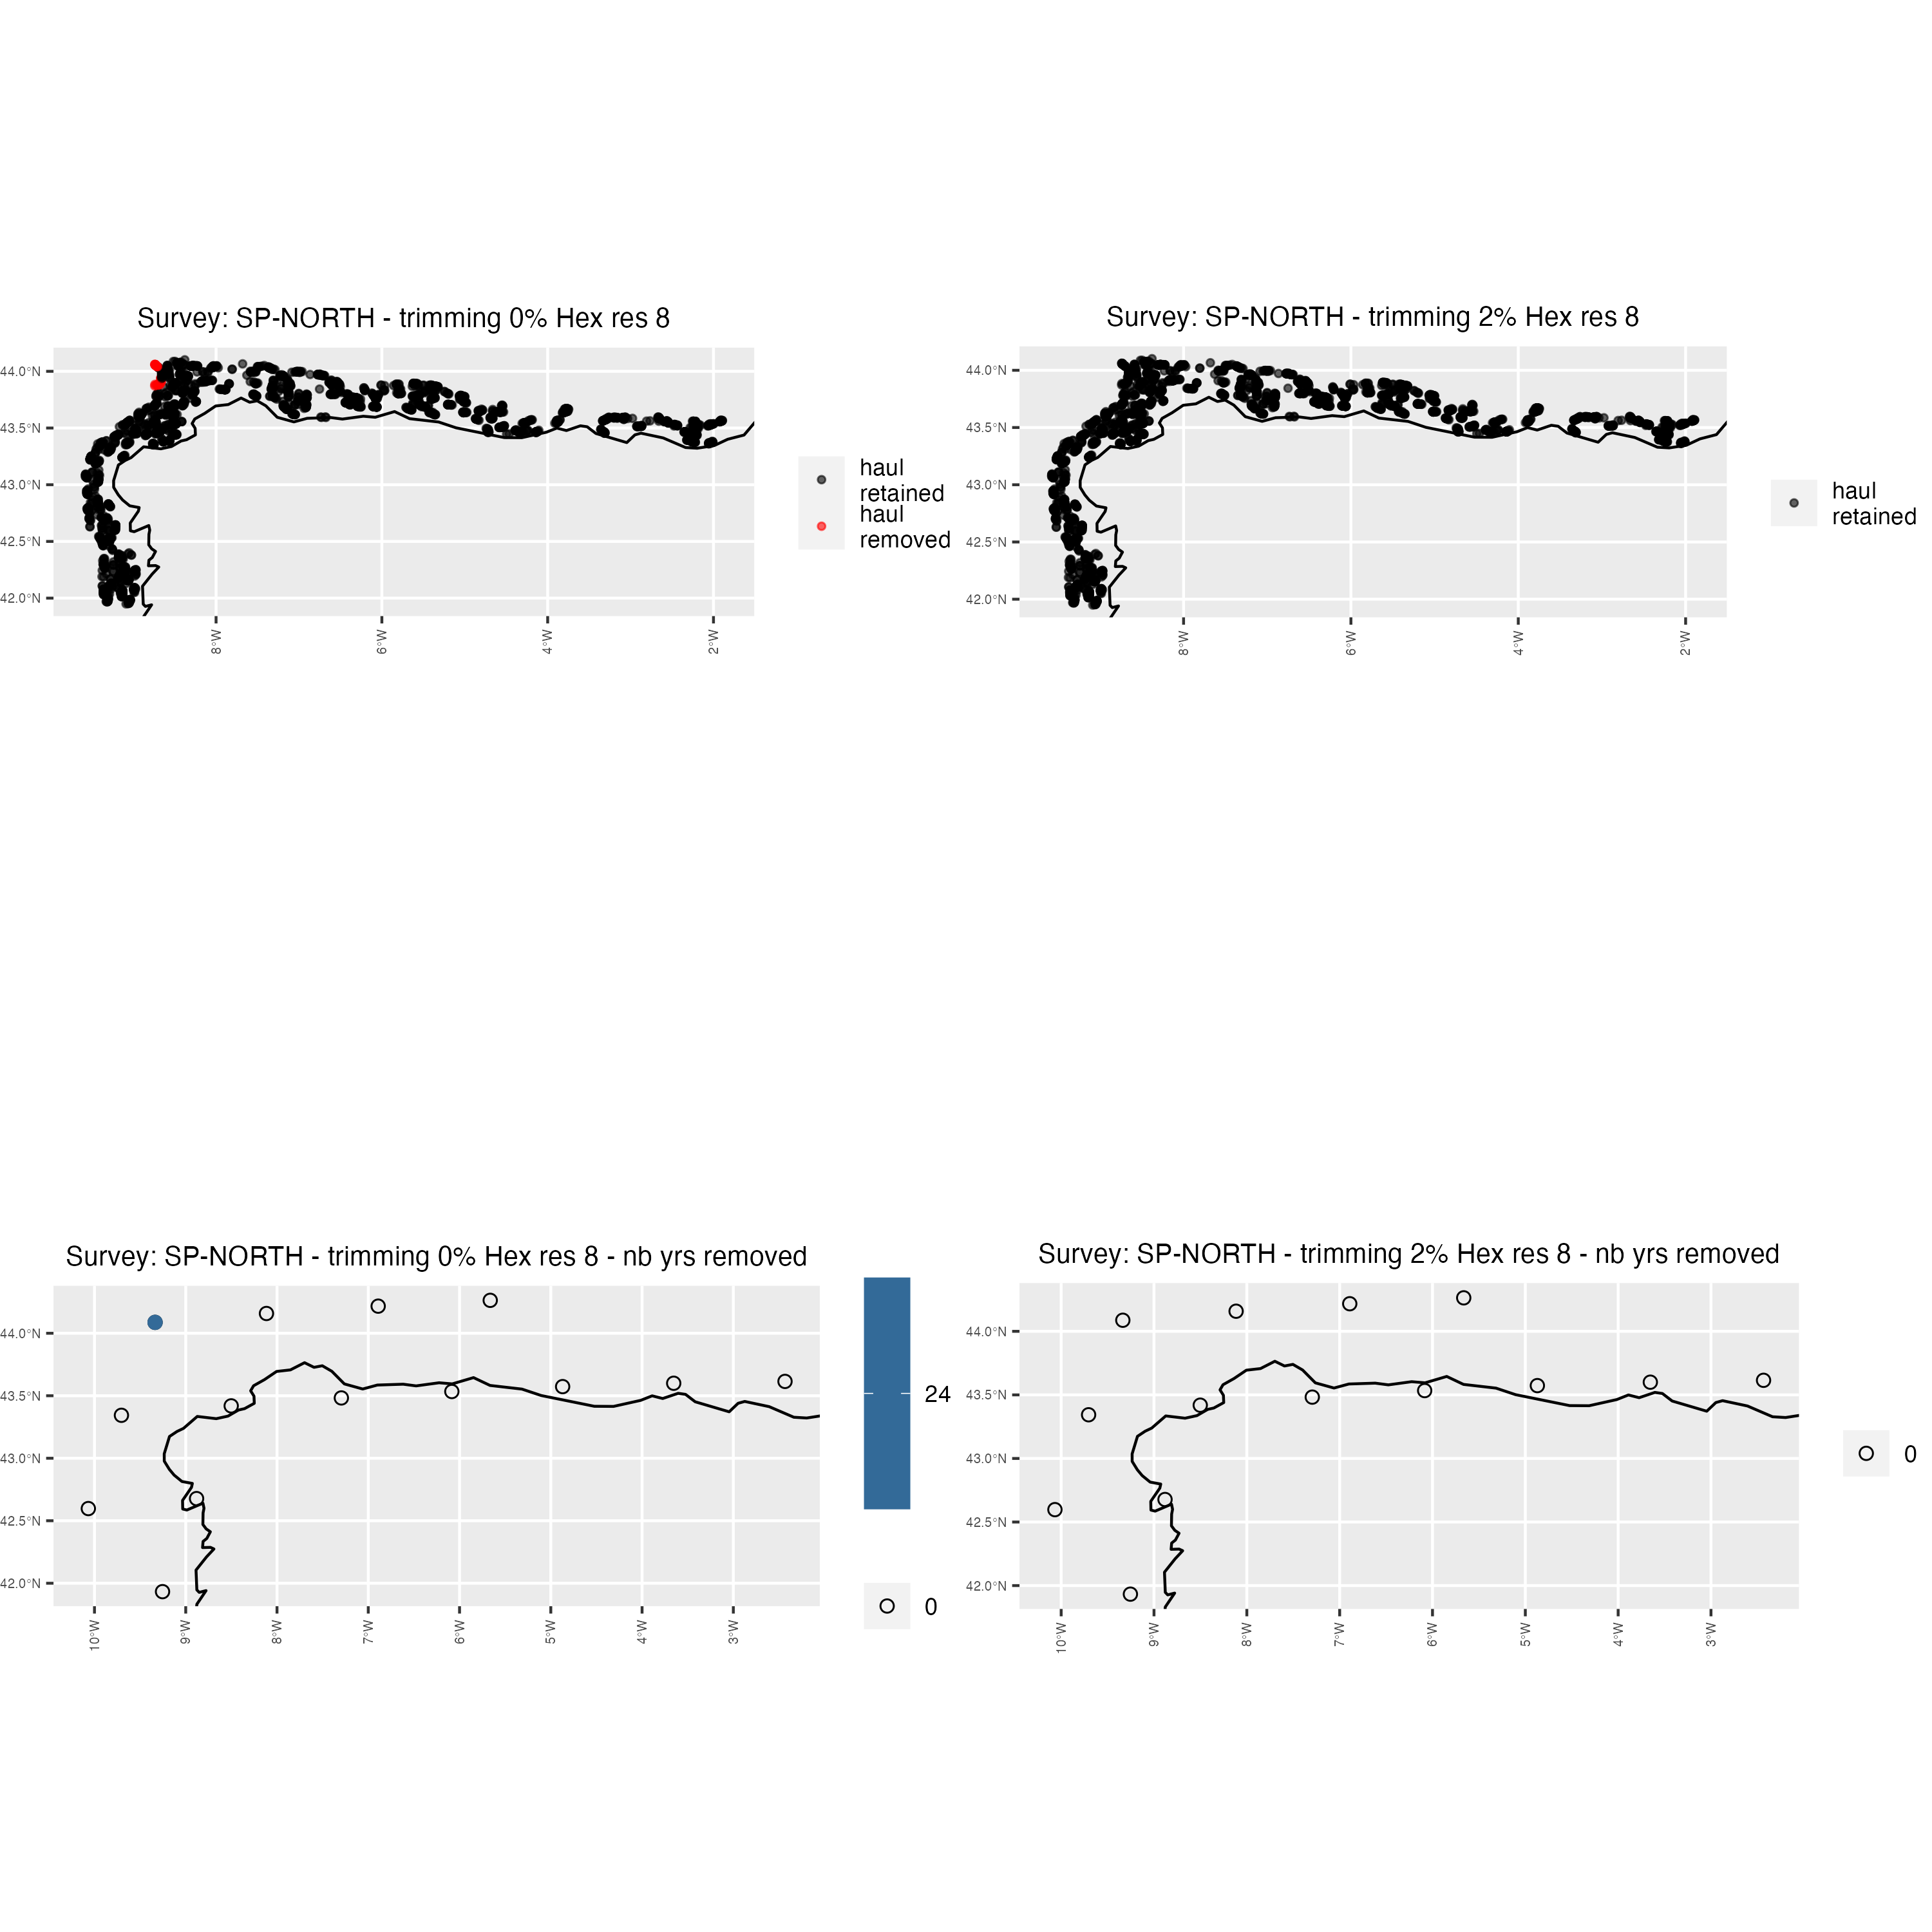 Survey: SP-NORTH - trimming 0% Hex res 8
44.0°N
43.5°N
43.0°N
42.5°N
42.0°N
8°W
6°W
4°W
2°W
haul
retained
haul
removed
Survey: SP-NORTH - trimming 2% Hex res 8
44.0°N
43.5°N
43.0°N
42.5°N
42.0°N
8°W
6°W
4°W
2°W
haul
retained
Survey: SP-NORTH - trimming 0% Hex res 8 - nb yrs removed
44.0°N
43.5°N
43.0°N
42.5°N
42.0°N
10°W
9°W
8°W
7°W
6°W
5°W
4°W
3°W
24
0
Survey: SP-NORTH - trimming 2% Hex res 8 - nb yrs removed
44.0°N
43.5°N
43.0°N
42.5°N
42.0°N
10°W
9°W
8°W
7°W
6°W
5°W
4°W
3°W
0